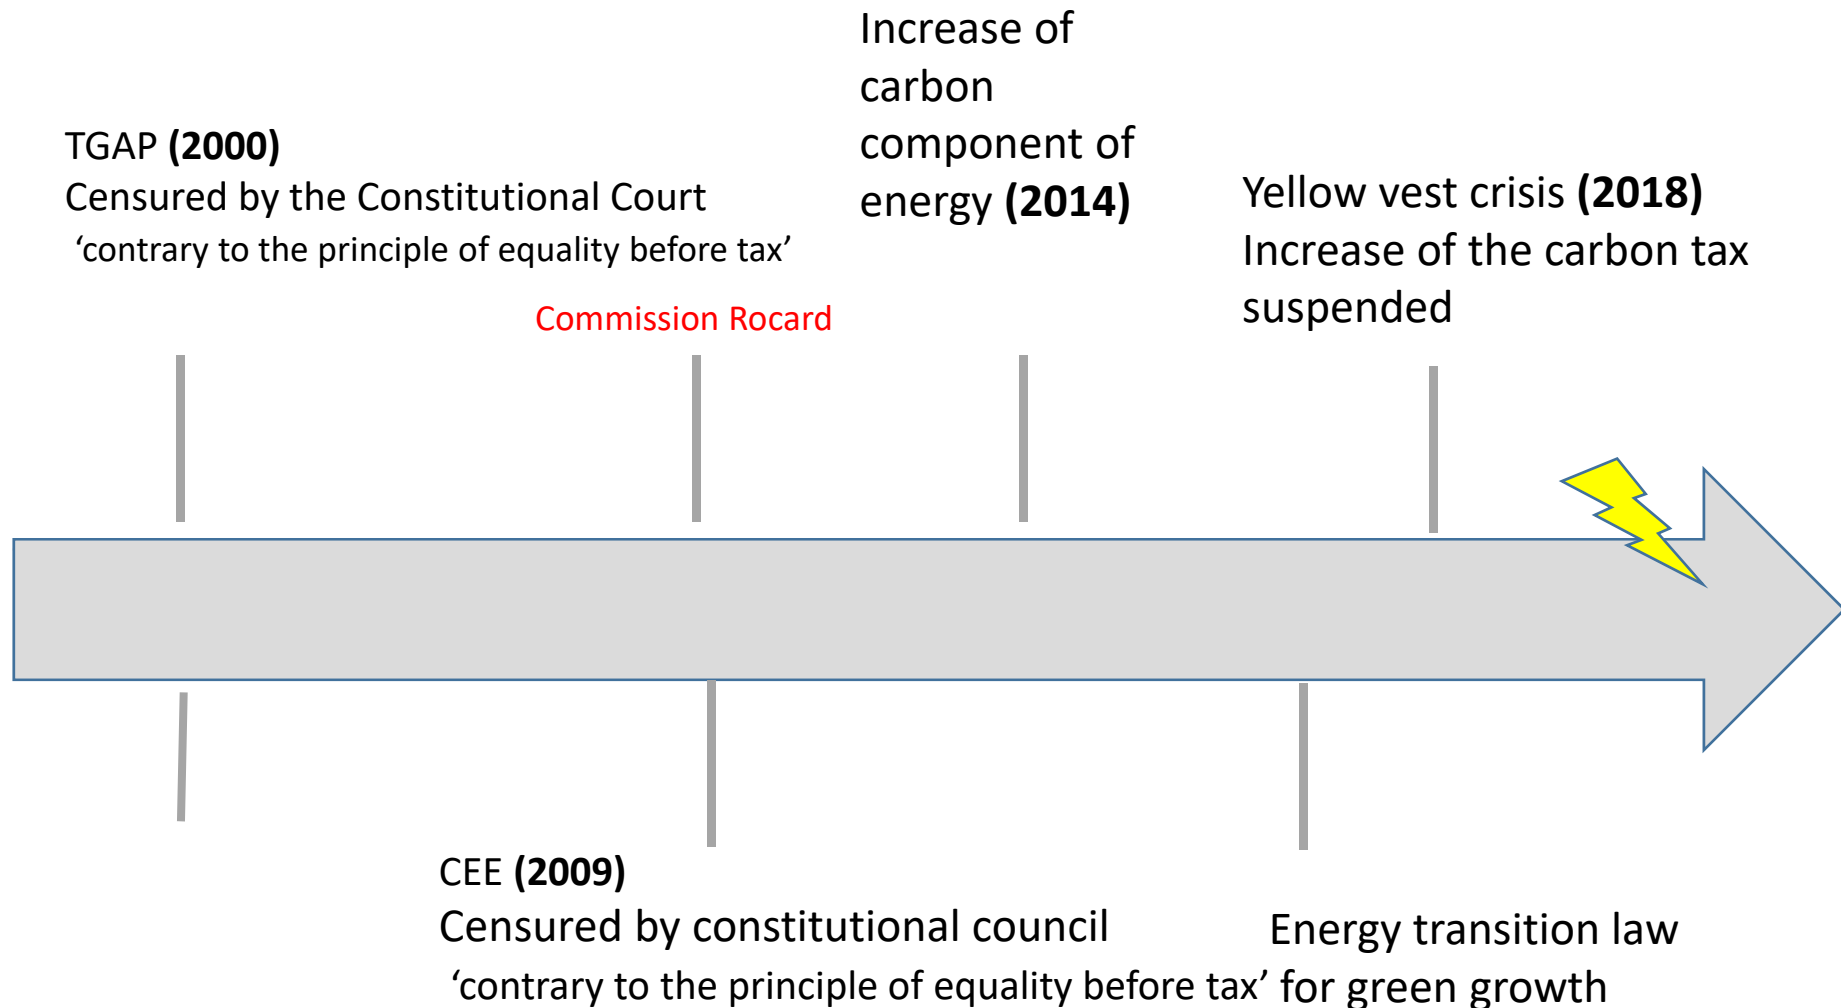 TGAP (2000)
Censured by the Constitutional Court
‘contrary to the principle of equality before tax’
Commission Rocard
Increase of
carbon
component of
energy (2014)
Yellow vest crisis (2018)
Increase of the carbon tax
suspended
CEE (2009)
Censured by constitutional council
‘contrary to the principle of equality before tax’
Energy transition law
for green growth